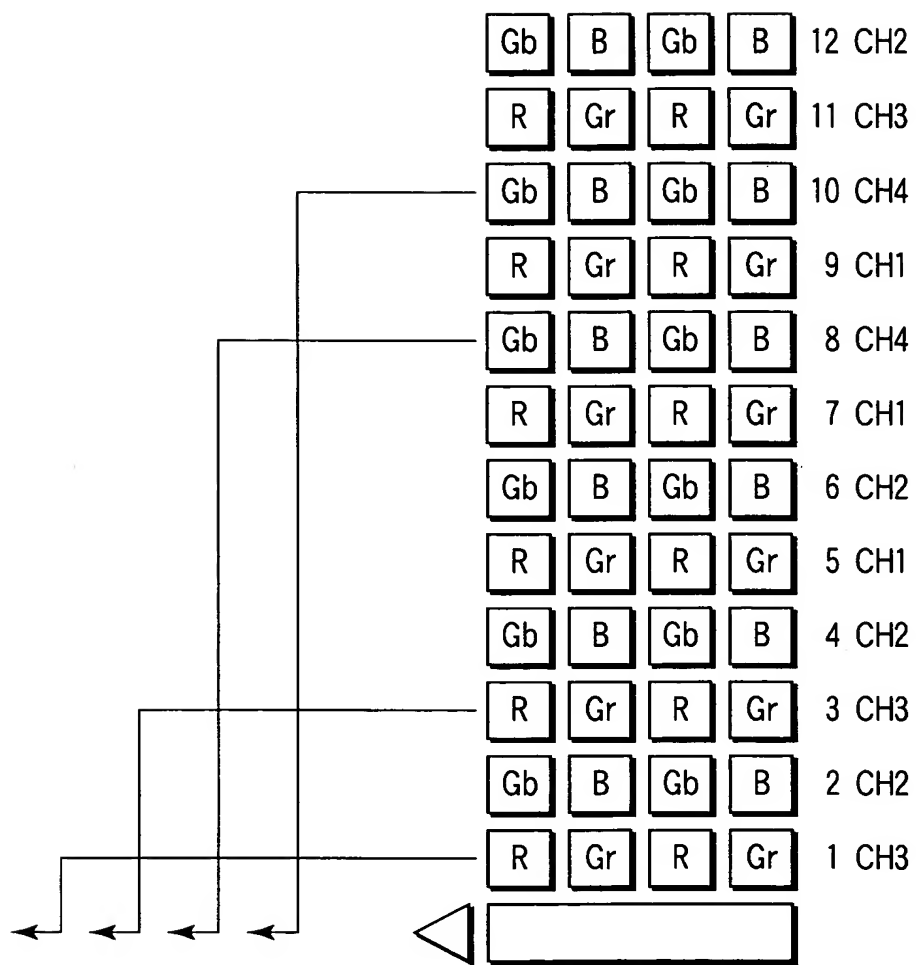 Gb B Gb B 12 CH2
R Gr R Gr 11 CH3
Gb B Gb B 10 CH4
R Gr R Gr 9 CH1
Gb B Gb B 8 CH4
R Gr R Gr 7 CH1
Gb B Gb B 6 CH2
R Gr R Gr 5 CH1
Gb B Gb B 4 CH2
R Gr R Gr 3 CH3
Gb B Gb B 2 CH2
R Gr R Gr 1 CH3